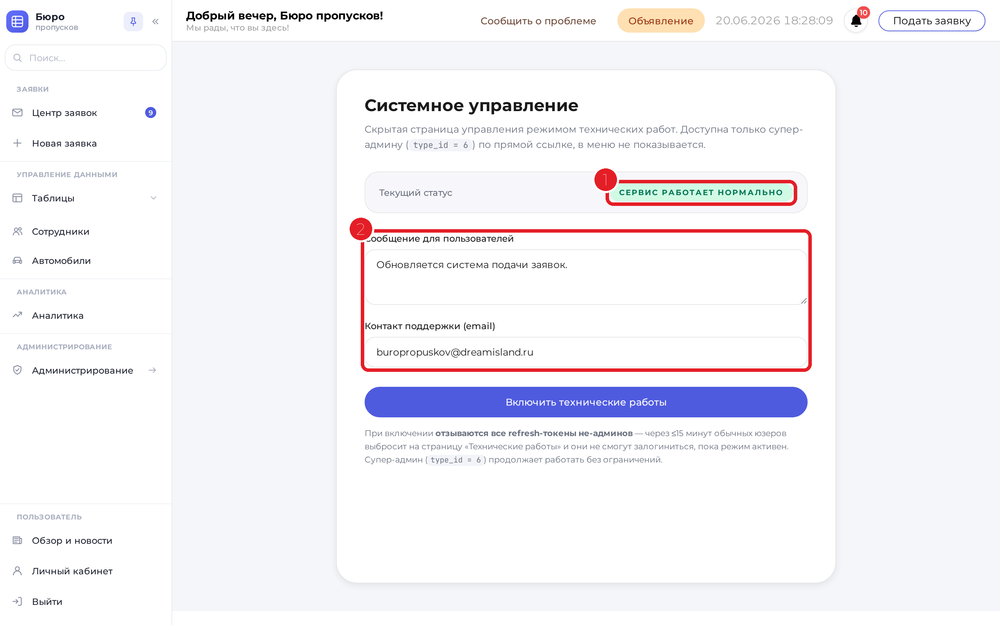 Бюро
пропусков
Поиск...
ЗАЯВКИ
Центр заявок 9
Новая заявка
УПРАВЛЕНИЕ ДАННЫМИ
Таблицы
Сотрудники
Автомобили
АНАЛИТИКА
Аналитика
АДМИНИСТРИРОВАНИЕ
Администрирование
ПОЛЬЗОВАТЕЛЬ
Обзор и новости
Личный кабинет
Выйти
Добрый вечер, Бюро пропусков!
Мы рады, что вы здесь!
Сообщить о проблеме
Объявление
20.06.2026 18:28:09
10
Подать заявку
Системное управление
Скрытая страница управления режимом технических работ. Доступна только супер-
админу (type_id = 6) по прямой ссылке, в меню не показывается.
Текущий статус
1
СЕРВИС РАБОТАЕТ НОРМАЛЬНО
2
Сообщение для пользователей
Обновляется система подачи заявок.
Контакт поддержки (email)
buropropuskov@dreamisland.ru
Включить технические работы
При включении отзываются все refresh-токены не-админов — через ≤15 минут обычных юзеров
выбросит на страницу «Технические работы» и они не смогут залогиниться, пока режим активен.
Супер-админ (type_id = 6) продолжает работать без ограничений.